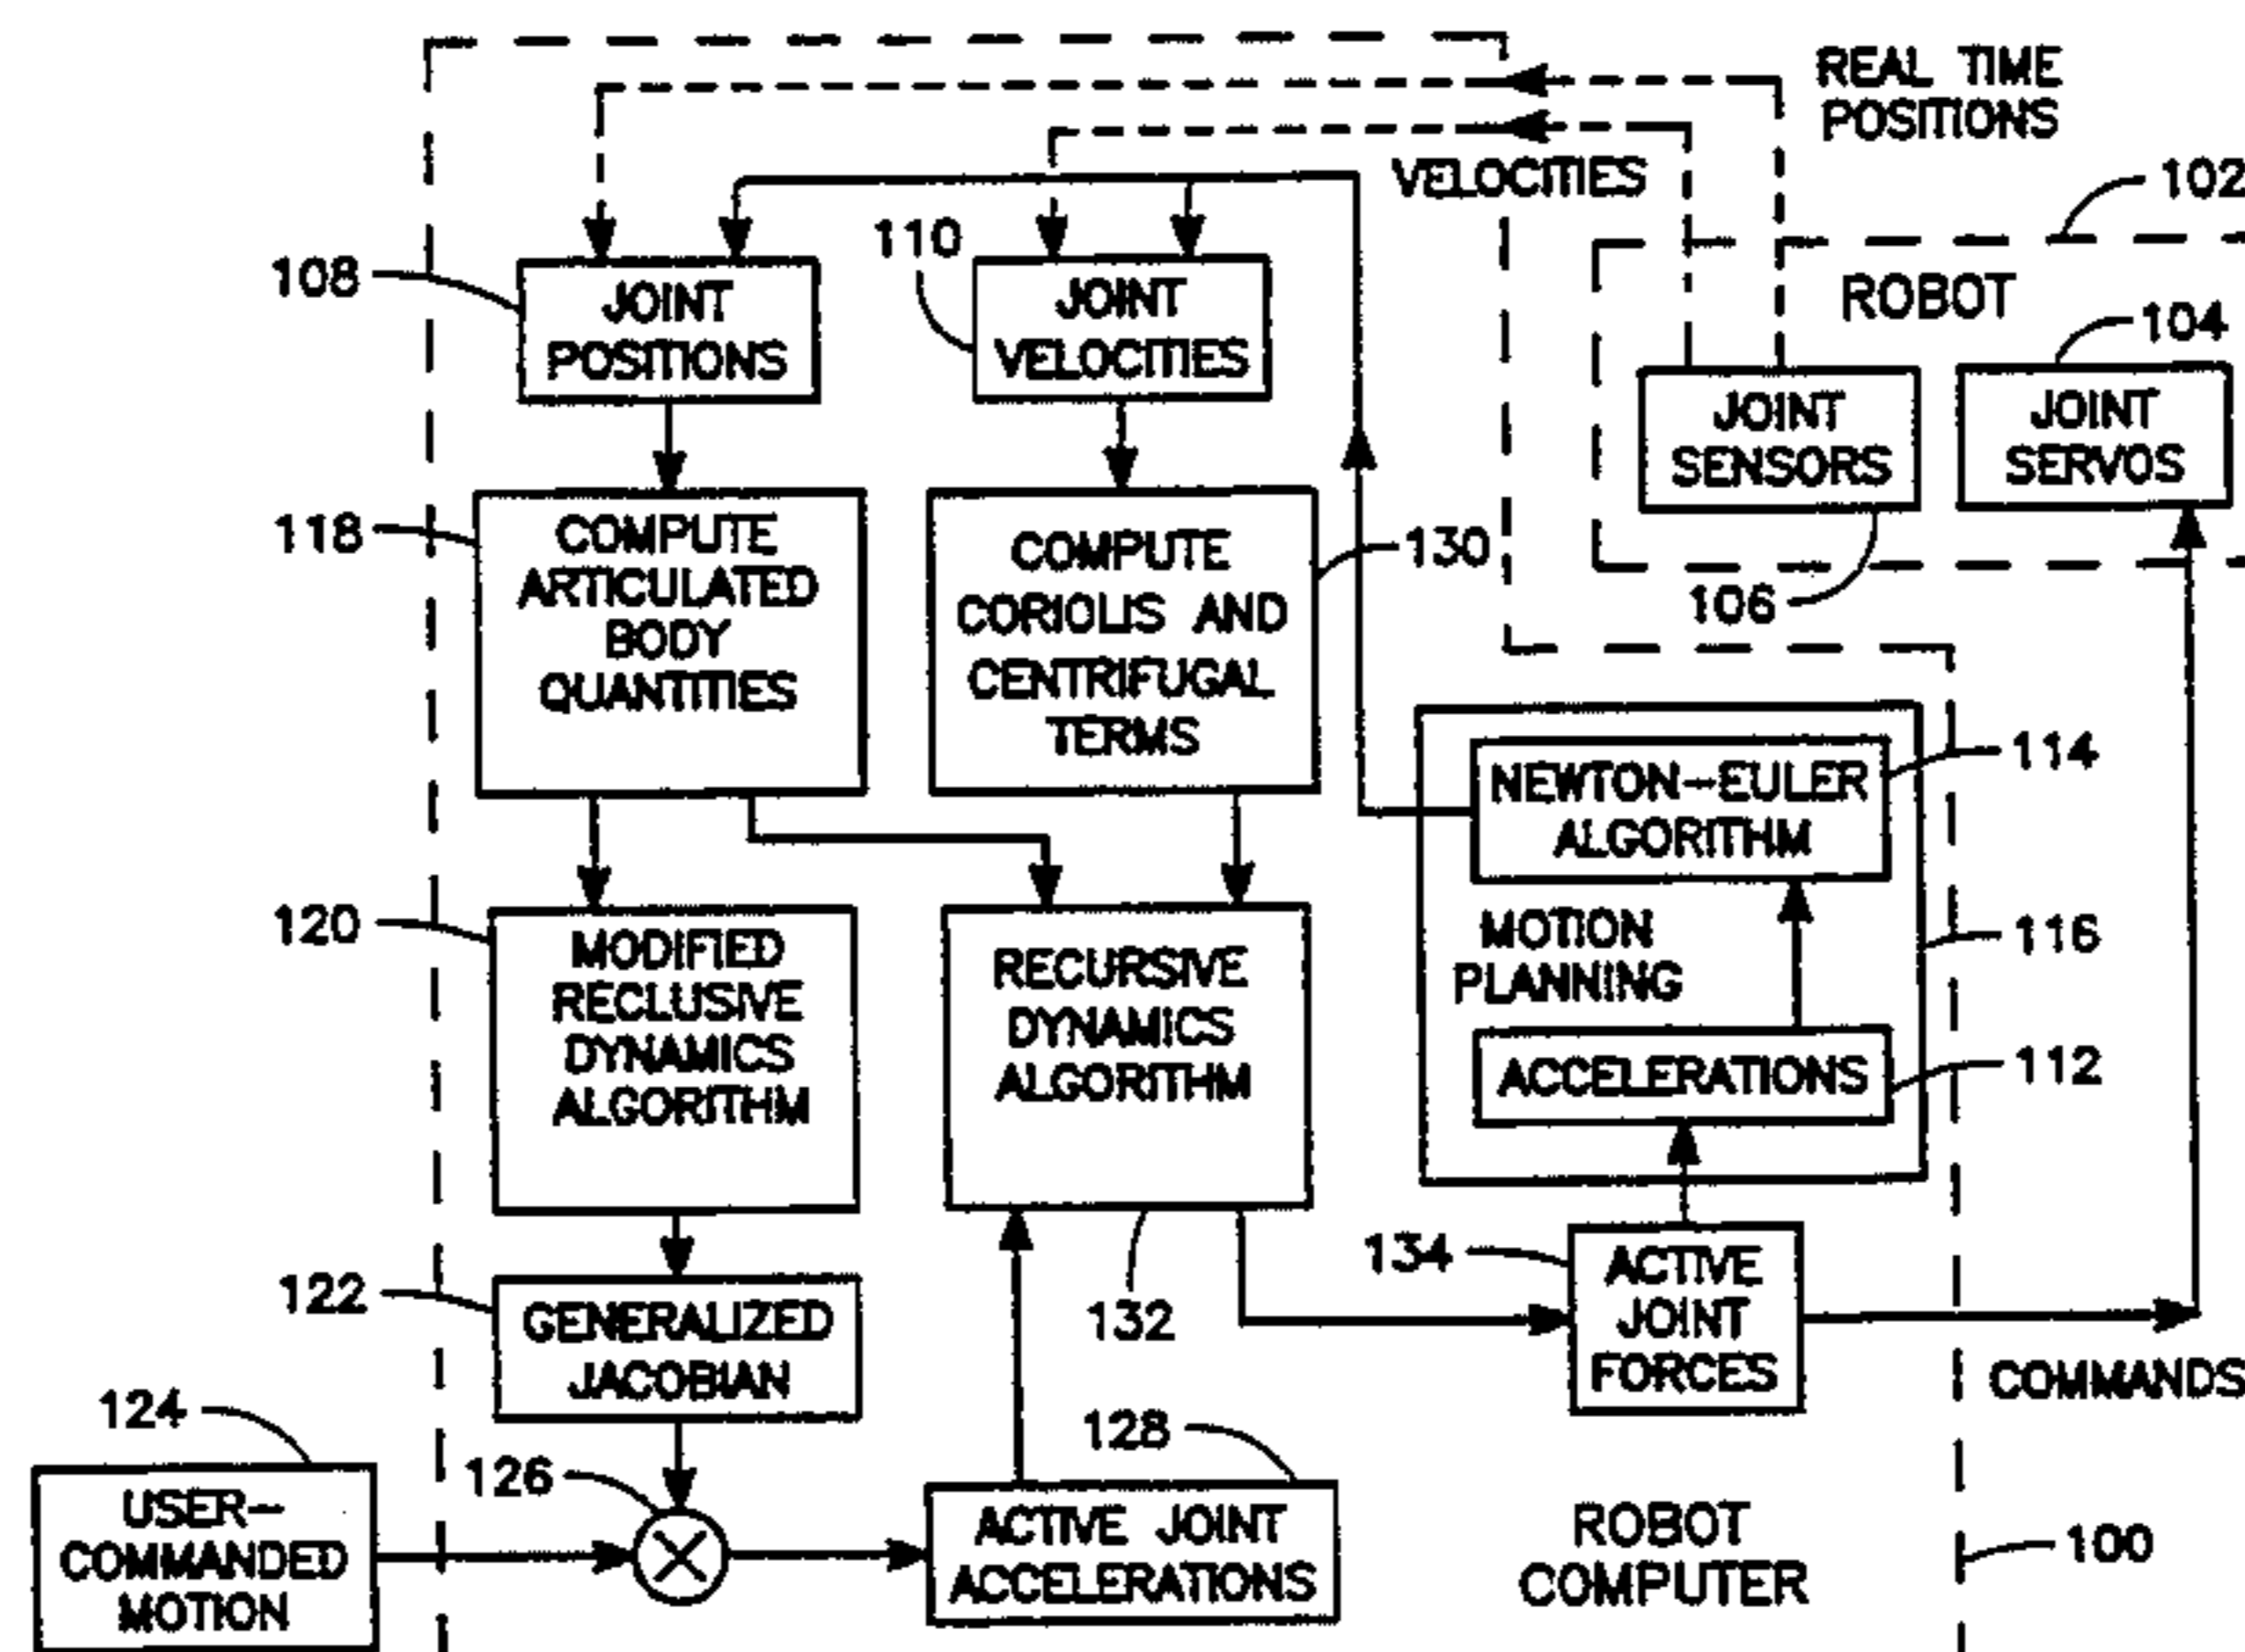 REAL TIME
POSITIONS
VELOCITIES
102
110
108
JOINT
POSITIONS
JOINT
VELOCITIES
ROBOT
104
JOINT
SENSORS
JOINT
SERVOS
118
COMPUTE
ARTICULATED
BODY
QUANTITIES
COMPUTE
CORIOLIS AND
CENTRIFUGAL
TERMS
130
106
NEWTON-EULER
ALGORITHM
114
120
MODIFIED
RECLUSIVE
DYNAMICS
ALGORITHM
RECURSIVE
DYNAMICS
ALGORITHM
MOTION
PLANNING
116
ACCELERATIONS
112
122
GENERALIZED
JACOBIAN
132
134
ACTIVE
JOINT
FORCES
COMMANDS
124
USER-
COMMANDED
MOTION
126
128
ACTIVE JOINT
ACCELERATIONS
ROBOT
COMPUTER
100